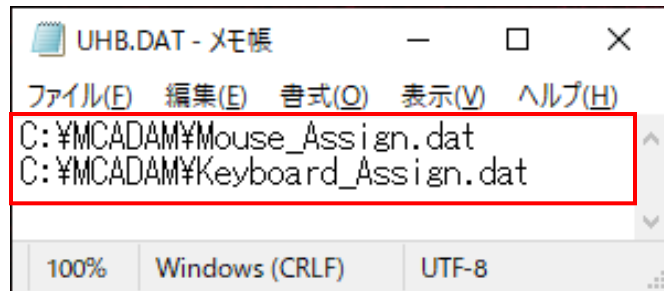 UHB.DAT - メモ帳
ファイル(F) 編集(E) 書式(O) 表示(V) ヘルプ(H)
C:¥MCADAM¥Mouse_Assign.dat
C:¥MCADAM¥Keyboard_Assign.dat
100% Windows (CRLF) UTF-8